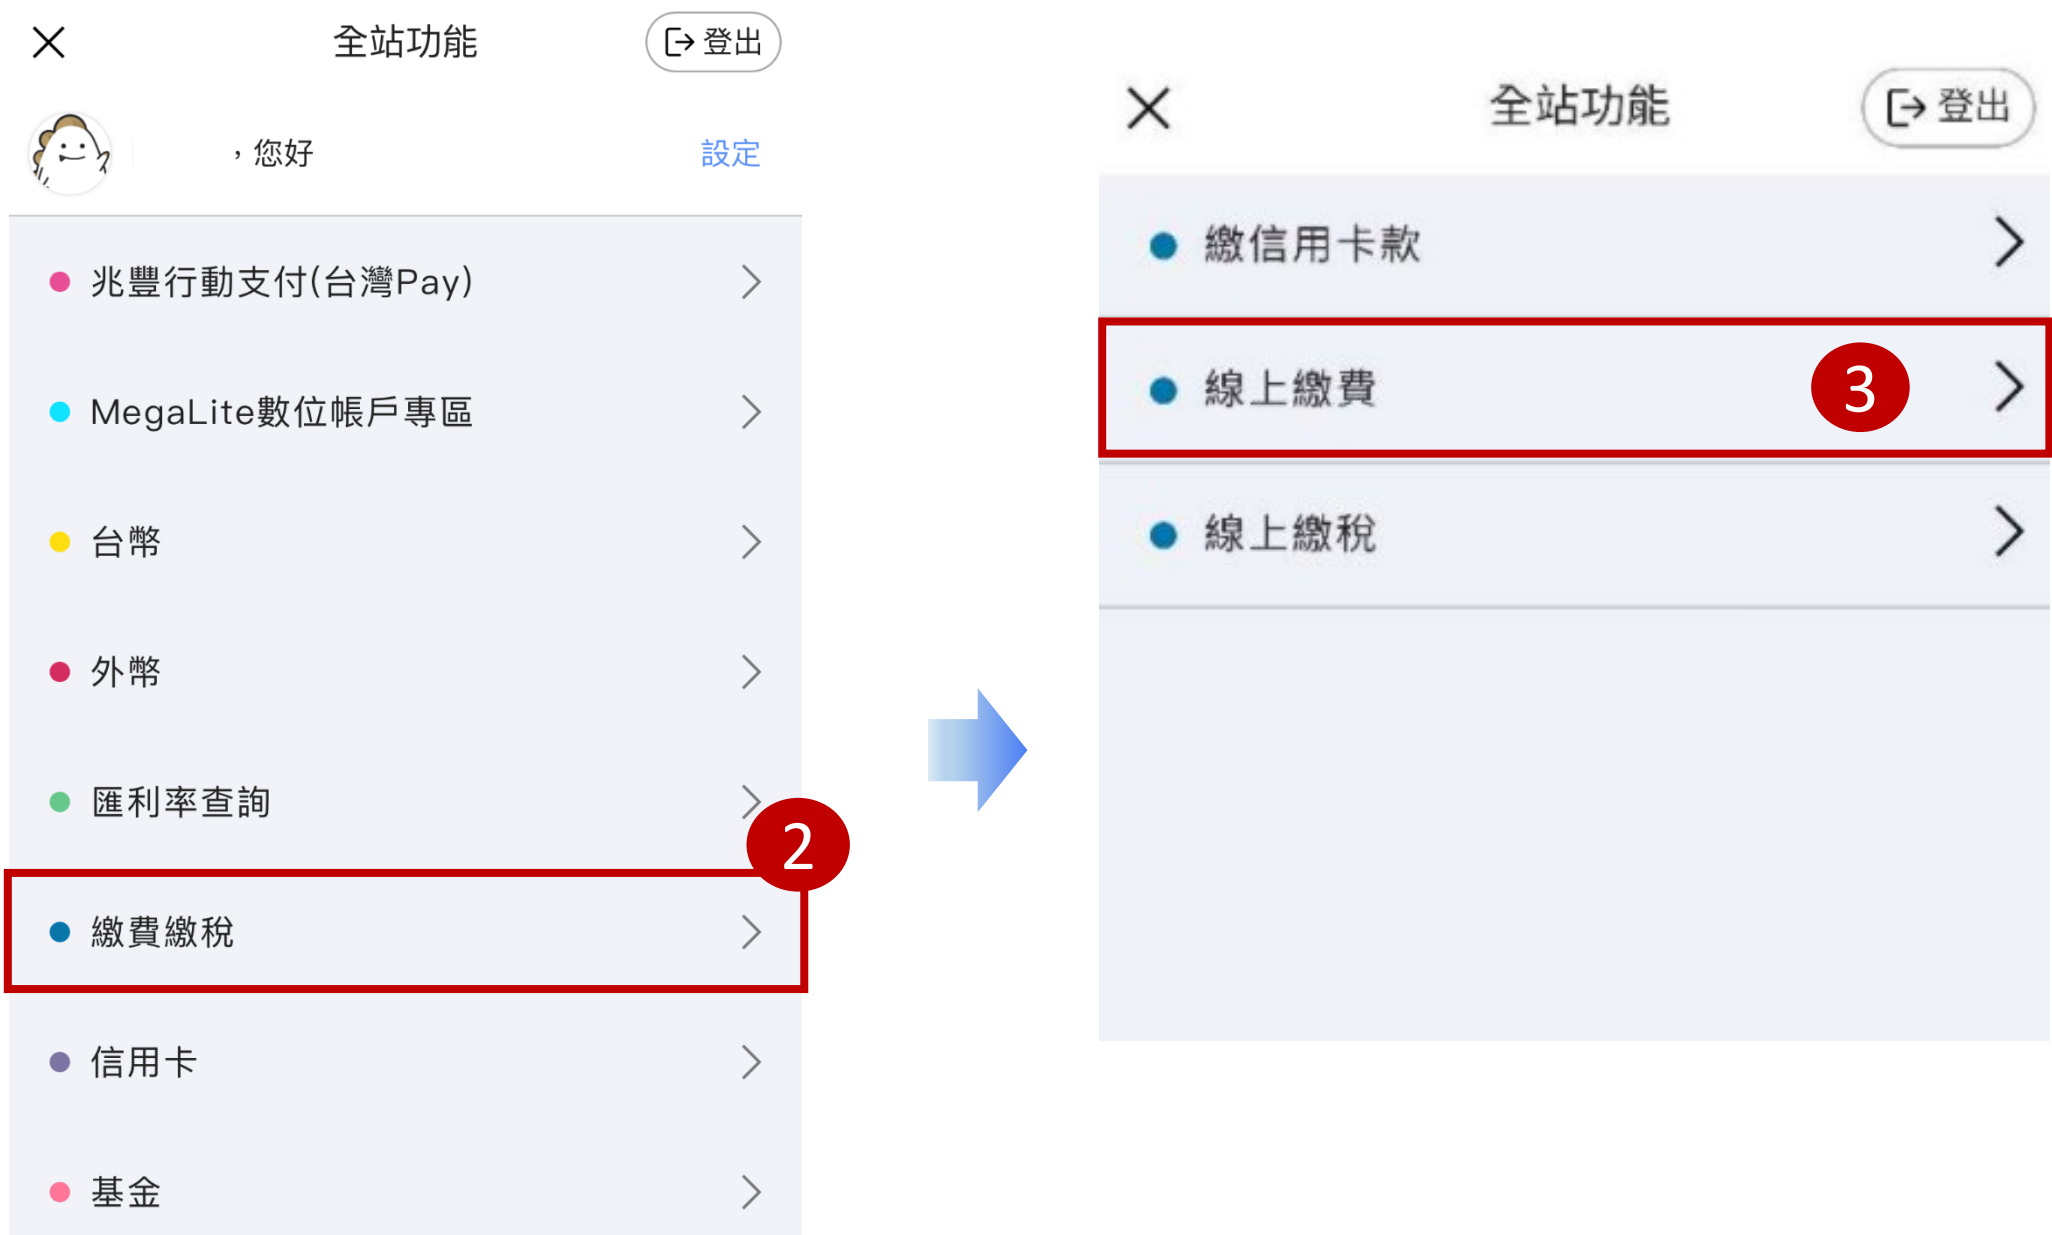 全站功能
登出
，您好
設定
兆豐行動支付(台灣Pay)
MegaLite數位帳戶專區
台幣
外幣
匯利率查詢
2
繳費繳稅
信用卡
基金
全站功能
登出
繳信用卡款
線上繳費
3
線上繳稅